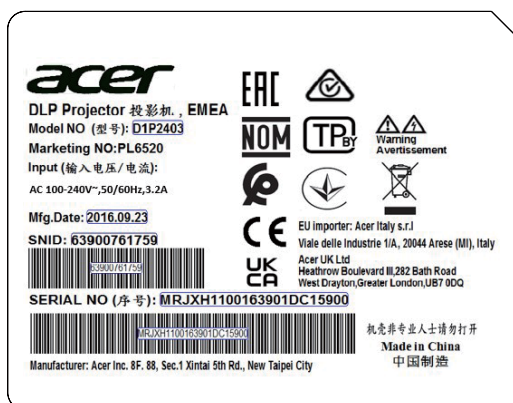 acer
EAC
DLP Projector 投影机 , EMEA
Model NO (型号): D1P2403
Marketing NO:PL6520
Input (输入电压/电流):
AC 100-240V~,50/60Hz,3.2A
NOM
TP BY
Warning
Avertissement
Mfg.Date: 2016.09.23
SNID: 63900761759
63900761759
CE
EU importer: Acer Italy s.r.l
Viale delle Industrie 1/A, 20044 Arese (MI), Italy
UK
CA
Acer UK Ltd
Heathrow Boulevard III,282 Bath Road
West Drayton,Greater London,UB7 0DQ
SERIAL NO (序号): MRJXH1100163901DC15900
MRJXH1100163901DC15900
机壳非专业人士请勿打开
Made in China
中国制造
Manufacturer: Acer Inc. 8F. 88, Sec.1 Xintai 5th Rd., New Taipei City